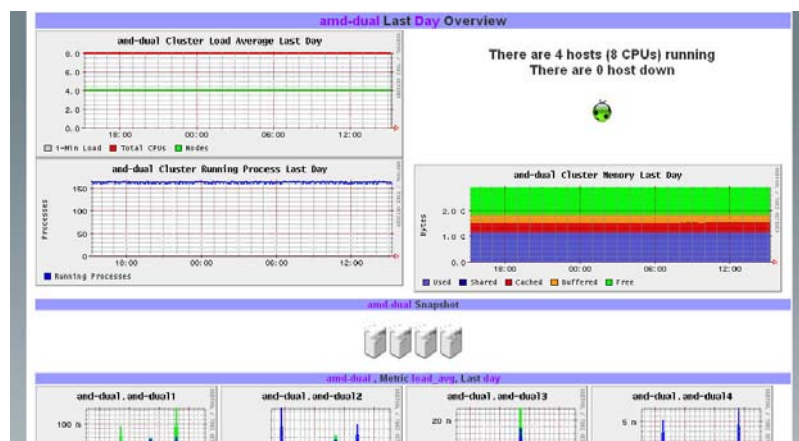 amd-dual Last Day Overview
amd-dual Cluster Load Average Last Day
8.0
6.0
4.0
2.0
0.0
18:00 00:00 06:00 12:00
1-Min Load Total CPUs Nodes
There are 4 hosts (8 CPUs) running
There are 0 host down
amd-dual Cluster Running Process Last Day
Processes
150
100
50
0
18:00 00:00 06:00 12:00
Running Processes
amd-dual Cluster Memory Last Day
Bytes
2.0 G
1.0 G
0.0
18:00 00:00 06:00 12:00
Used Shared Cached Buffered Free
amd-dual Snapshot
amd-dual , Metric load_avg, Last day
amd-dual.amd-dual1
100 m
amd-dual.amd-dual2
amd-dual.amd-dual3
20 m
amd-dual.amd-dual4
5 m